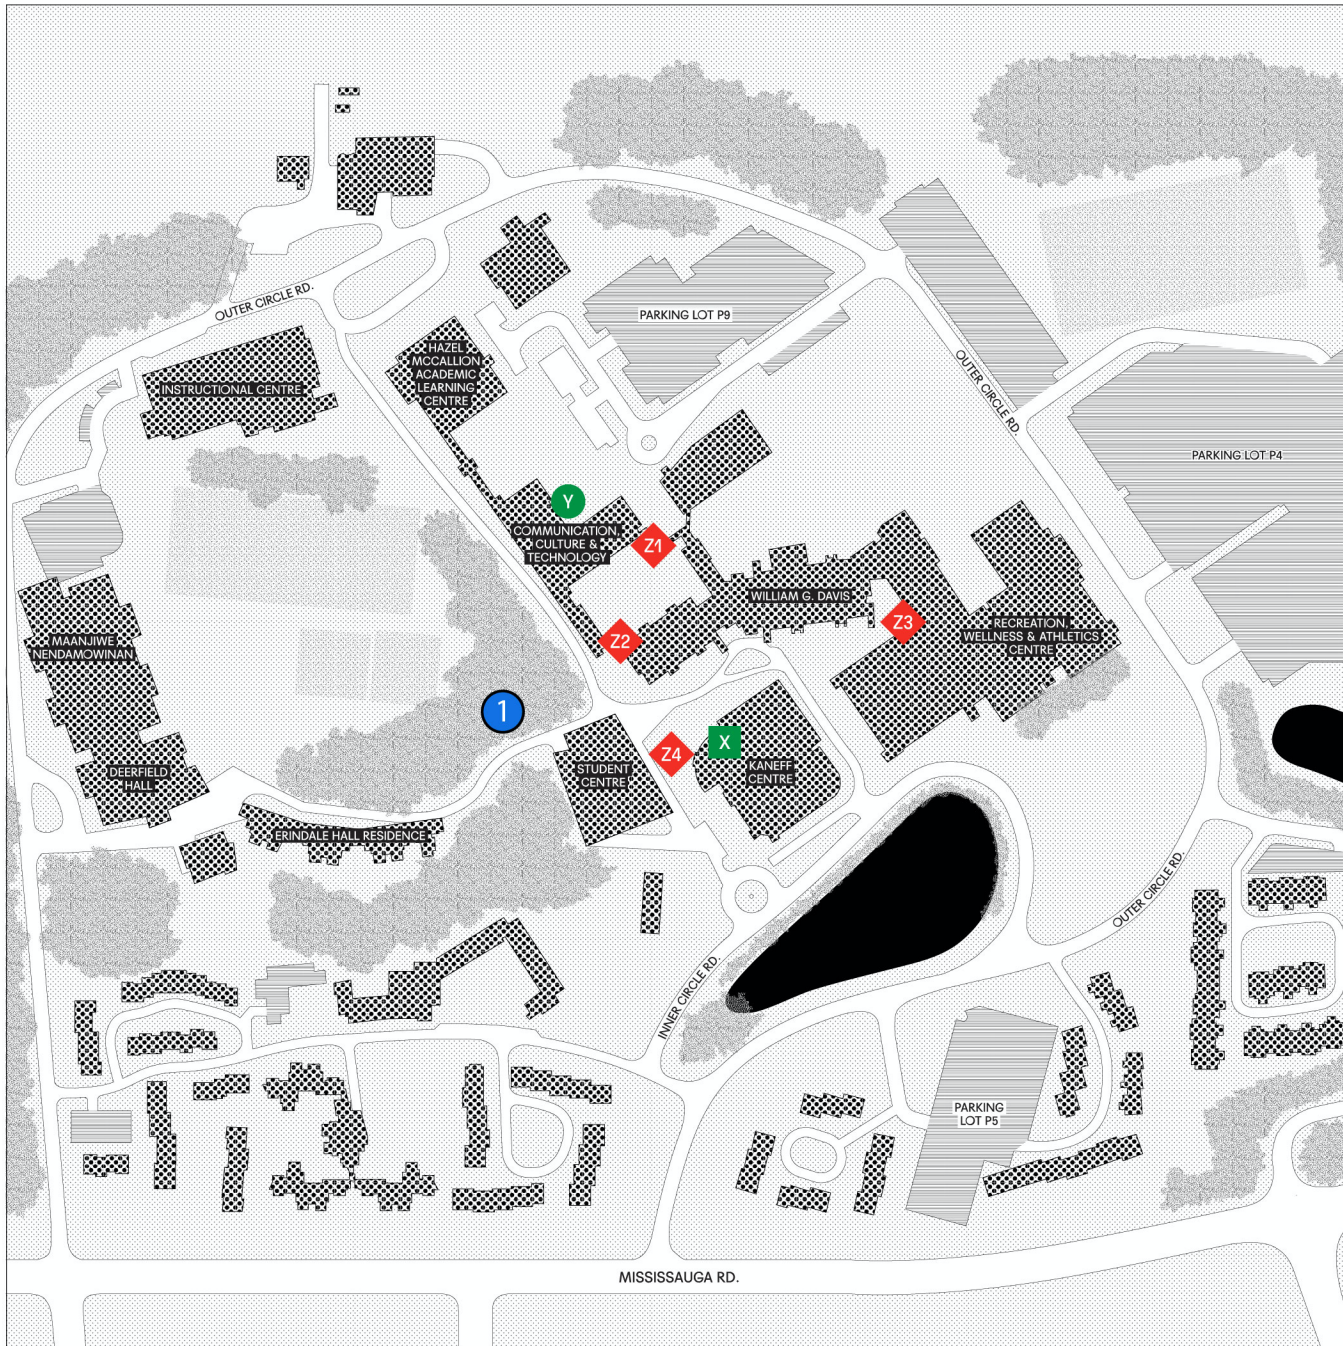 OUTER CIRCLE RD.
PARKING LOT P9
HAZEL
MCCALLION
ACADEMIC
LEARNING
CENTRE
INSTRUCTIONAL CENTRE
OUTER CIRCLE RD.
PARKING LOT P4
Y
COMMUNICATION,
CULTURE &
TECHNOLOGY
Z1
WILLIAM G. DAVIS
Z2
Z3
RECREATION,
WELLNESS & ATHLETICS
CENTRE
MAANJIWE
NENDAMOWINAN
1
X
Z4
DEERFIELD
HALL
STUDENT
CENTRE
KANEFF
CENTRE
ERINDALE HALL RESIDENCE
OUTER CIRCLE RD.
INNER CIRCLE RD.
PARKING
LOT P5
MISSISSAUGA RD.